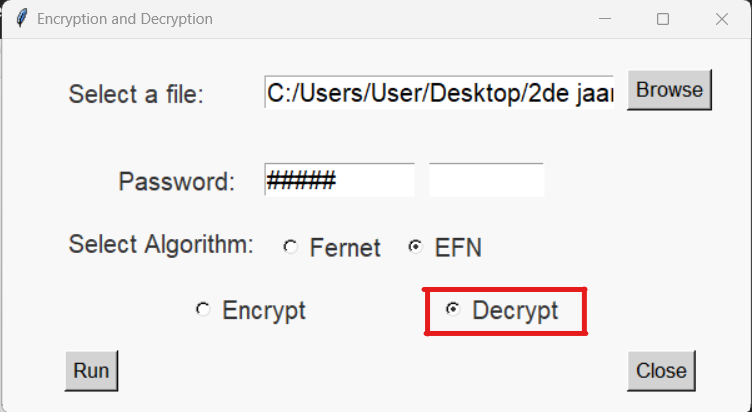 Encryption and Decryption
Select a file: C:/Users/User/Desktop/2de jaar Browse
Password: #####
Select Algorithm: Fernet EFN
Encrypt Decrypt
Run Close